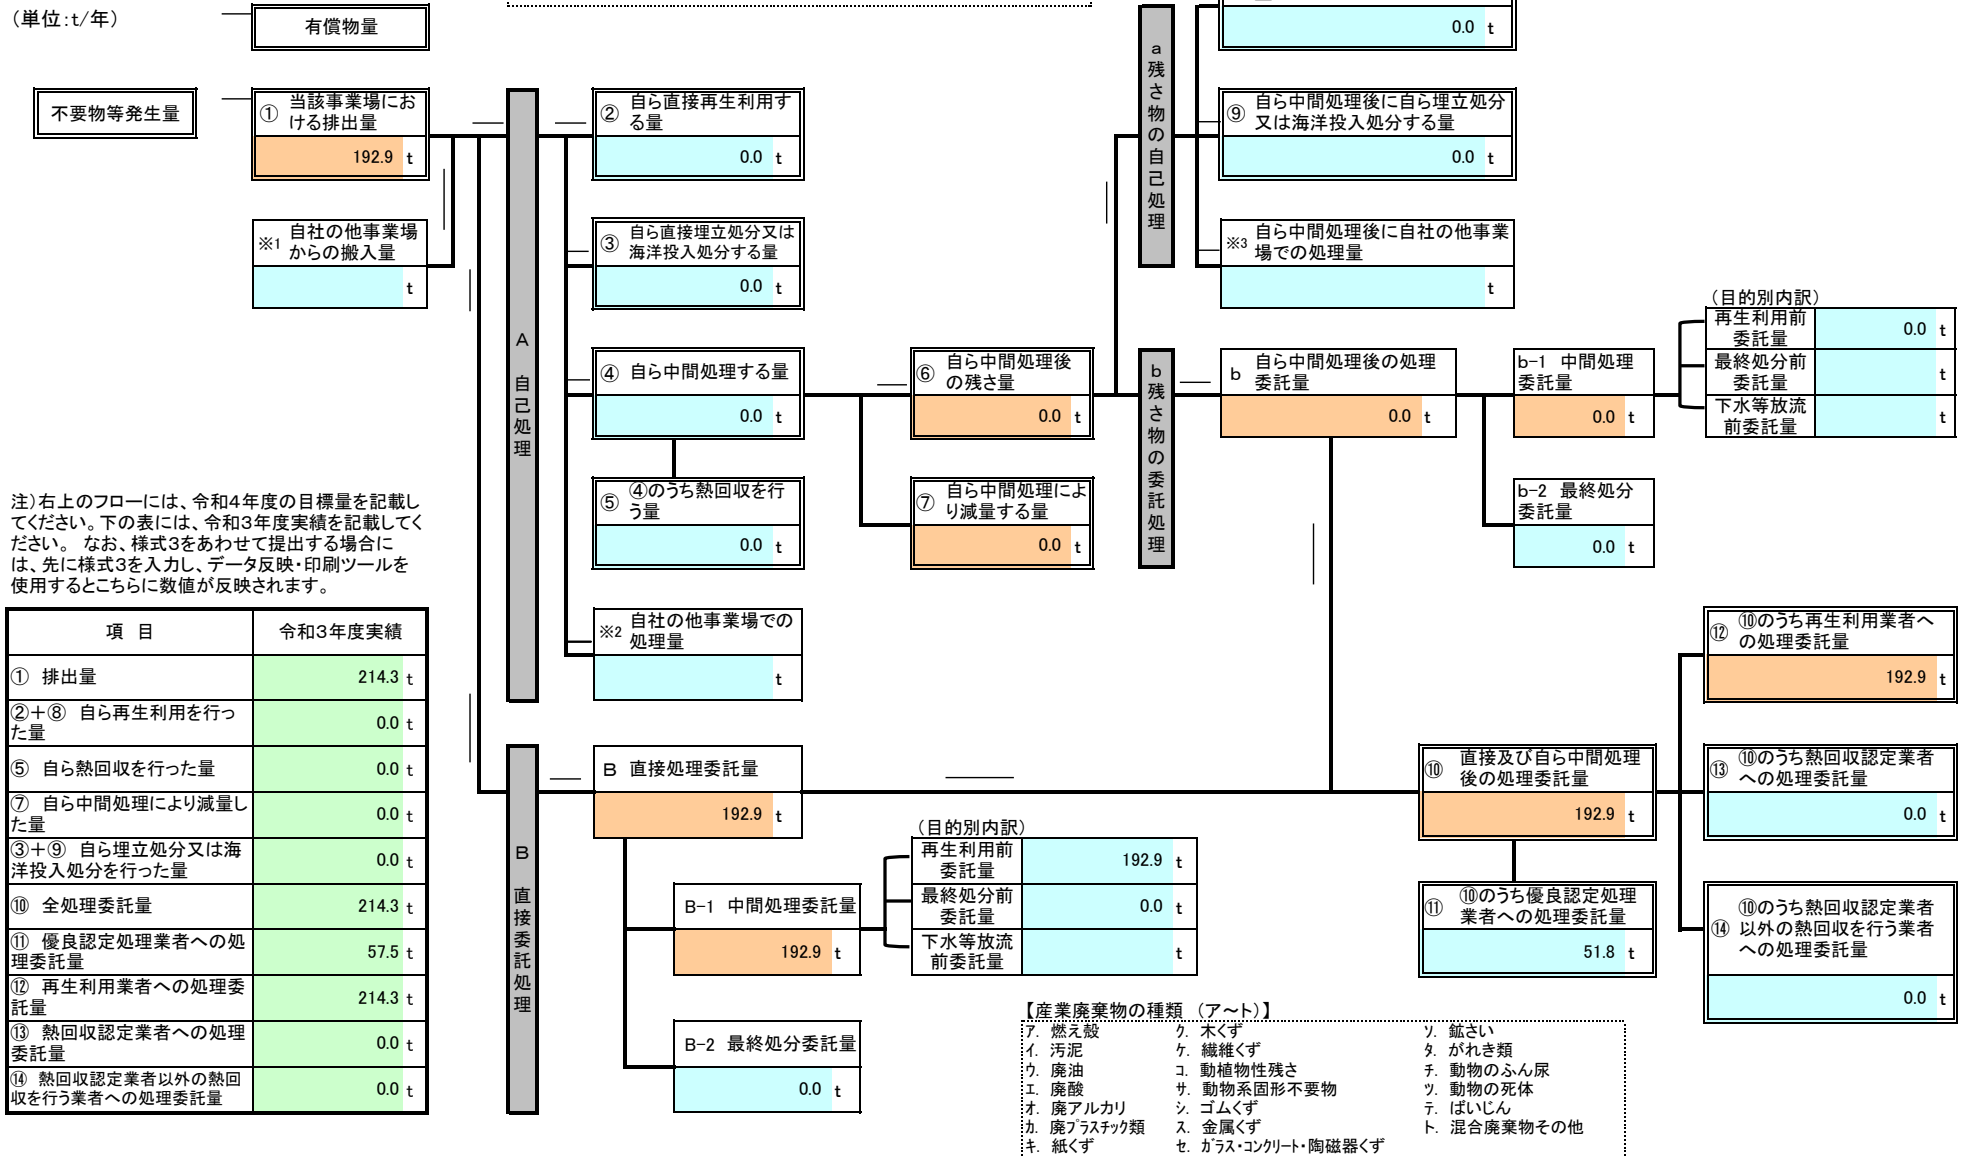 （単位:t/年）
有償物量
不要物等発生量
① 当該事業場にお
ける排出量
192.9 t
※1 自社の他事業場
からの搬入量
t
A 自己処理
② 自ら直接再生利用す
る量
0.0 t
③ 自ら直接埋立処分又は
海洋投入処分する量
0.0 t
④ 自ら中間処理する量
0.0 t
⑤ ④のうち熱回収を行
う量
0.0 t
※2 自社の他事業場での
処理量
t
⑥ 自ら中間処理後
の残さ量
0.0 t
⑦ 自ら中間処理によ
り減量する量
0.0 t
a 残さ物の自己処理
0.0 t
⑨ 自ら中間処理後に自ら埋立処分
又は海洋投入処分する量
0.0 t
※3 自ら中間処理後に自社の他事業
場での処理量
t
b 残さ物の委託処理
b 自ら中間処理後の処理
委託量
0.0 t
b-1 中間処理
委託量
0.0 t
（目的別内訳）
再生利用前
委託量
0.0 t
最終処分前
委託量
t
下水等放流
前委託量
t
b-2 最終処分
委託量
0.0 t
注）右上のフローには、令和4年度の目標量を記載し
てください。下の表には、令和3年度実績を記載してく
ださい。 なお、様式3をあわせて提出する場合に
は、先に様式3を入力し、データ反映・印刷ツールを
使用するとこちらに数値が反映されます。
項 目 令和3年度実績
① 排出量 214.3 t
②＋⑧ 自ら再生利用を行っ
た量 0.0 t
⑤ 自ら熱回収を行った量 0.0 t
⑦ 自ら中間処理により減量し
た量 0.0 t
③＋⑨ 自ら埋立処分又は海
洋投入処分を行った量 0.0 t
⑩ 全処理委託量 214.3 t
⑪ 優良認定処理業者への処
理委託量 57.5 t
⑫ 再生利用業者への処理委
託量 214.3 t
⑬ 熱回収認定業者への処理
委託量 0.0 t
⑭ 熱回収認定業者以外の熱回
収を行う業者への処理委託量 0.0 t
B 直接委託処理
B 直接処理委託量
192.9 t
B-1 中間処理委託量
192.9 t
（目的別内訳）
再生利用前
委託量
192.9 t
最終処分前
委託量
0.0 t
下水等放流
前委託量
t
B-2 最終処分委託量
0.0 t
⑩ 直接及び自ら中間処理
後の処理委託量
192.9 t
⑪ ⑩のうち優良認定処理
業者への処理委託量
51.8 t
⑫ ⑩のうち再生利用業者へ
の処理委託量
192.9 t
⑬ ⑩のうち熱回収認定業者
への処理委託量
0.0 t
⑭ ⑩のうち熱回収認定業者
以外の熱回収を行う業者
への処理委託量
0.0 t
【産業廃棄物の種類 （ア～ト）】
ア. 燃え殻 ク. 木くず ソ. 鉱さい
イ. 汚泥 ケ. 繊維くず タ. がれき類
ウ. 廃油 コ. 動植物性残さ チ. 動物のふん尿
エ. 廃酸 サ. 動物系固形不要物 ツ. 動物の死体
オ. 廃アルカリ シ. ゴムくず テ. ばいじん
カ. 廃プラスチック類 ス. 金属くず ト. 混合廃棄物その他
キ. 紙くず セ. ガラス・コンクリート・陶磁器くず